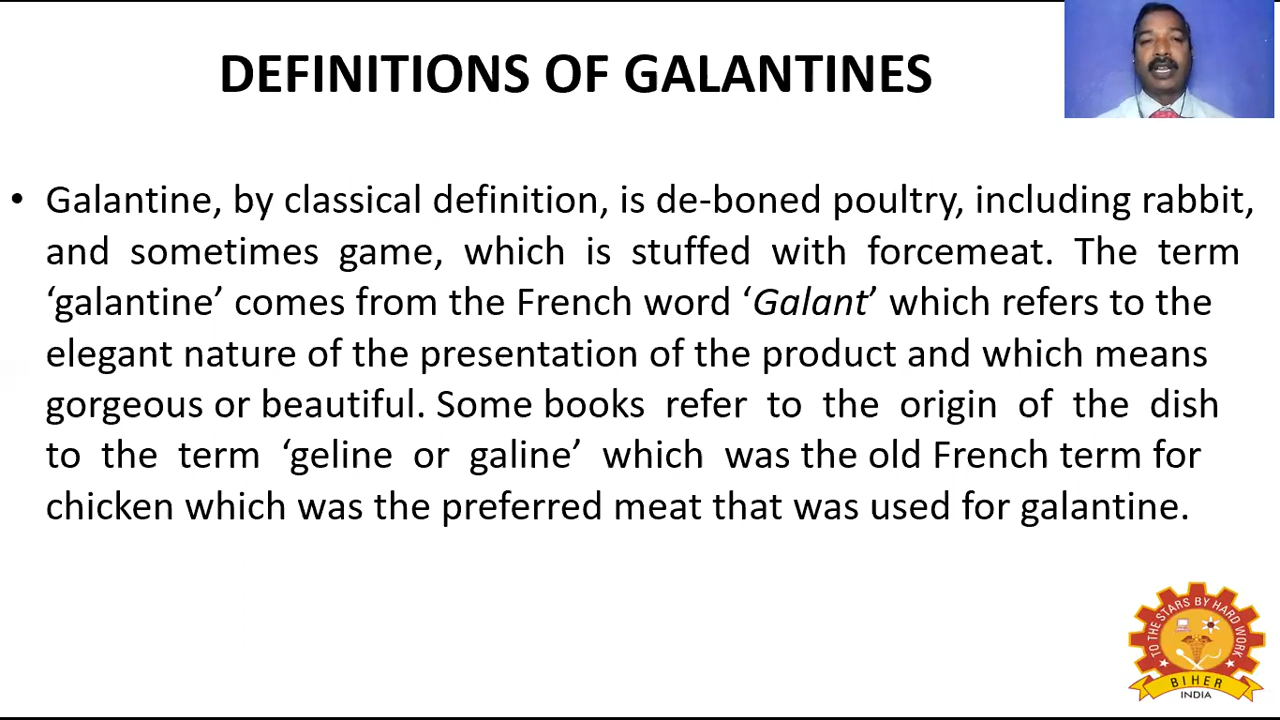 DEFINITIONS OF GALANTINES
• Galantine, by classical definition, is de-boned poultry, including rabbit,
and sometimes game, which is stuffed with forcemeat. The term
‘galantine’ comes from the French word ‘Galant’ which refers to the
elegant nature of the presentation of the product and which means
gorgeous or beautiful. Some books refer to the origin of the dish
to the term ‘geline or galine’ which was the old French term for
chicken which was the preferred meat that was used for galantine.
TO THE STARS BY HARD WORK
BIHER
INDIA